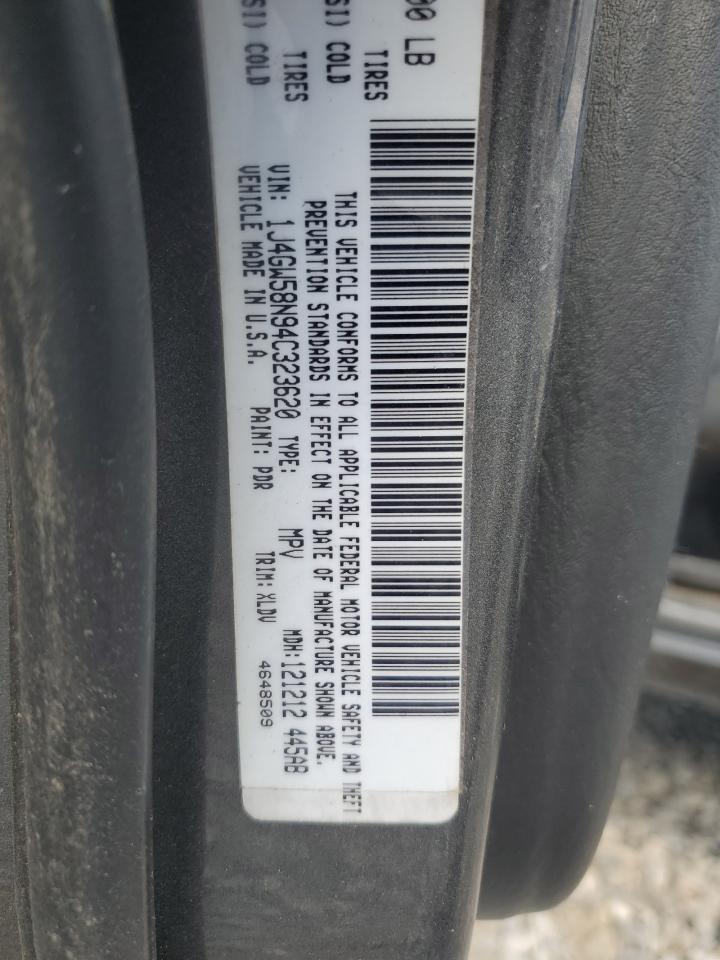 00 LB
TIRES
SI) COLD
TIRES
SI) COLD
THIS VEHICLE CONFORMS TO ALL APPLICABLE FEDERAL MOTOR VEHICLE SAFETY AND THEFT
PREVENTION STANDARDS IN EFFECT ON THE DATE OF MANUFACTURE SHOWN ABOVE.
VIN: 1J4GW58N94C323620 TYPE: MPV MDH:121212 445AB
VEHICLE MADE IN U.S.A. PAINT: PDR TRIM: XLDV 4648509